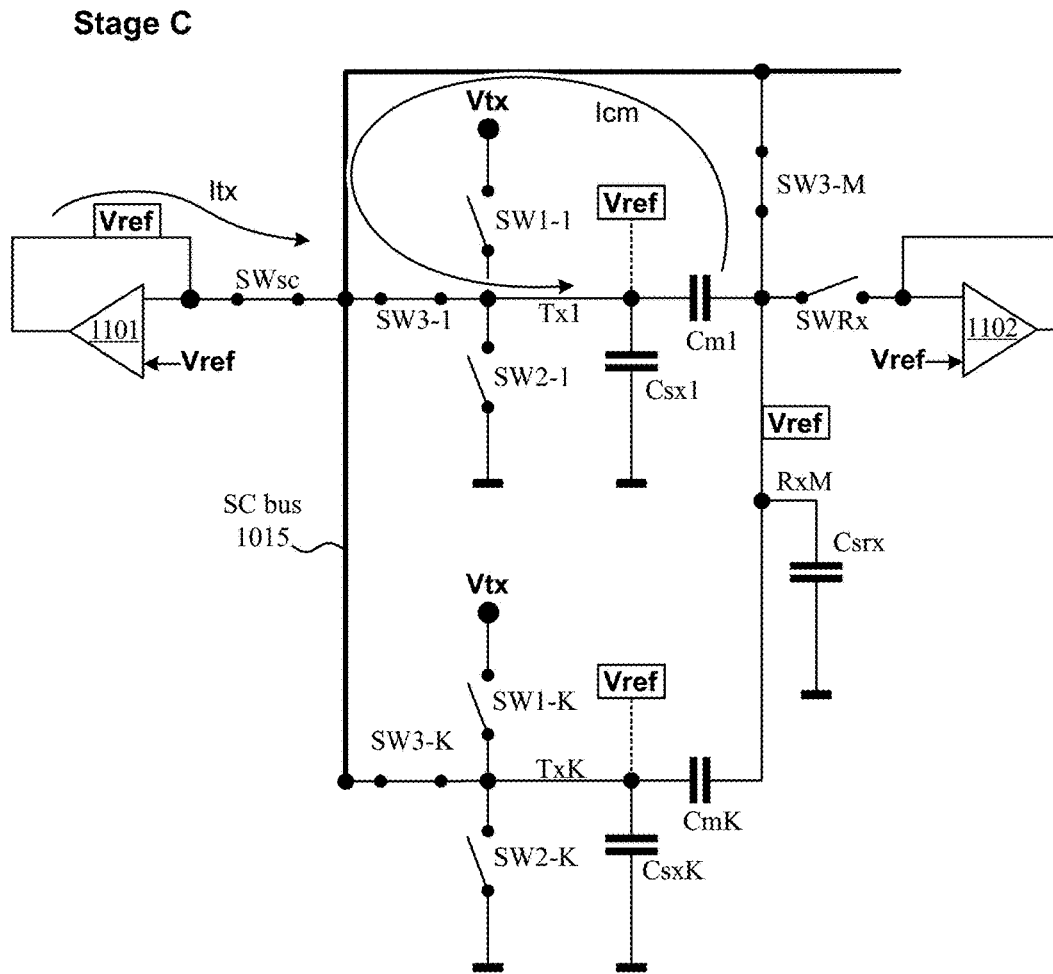 Stage C
Vtx
Icm
Itx
Vref
SW1-1
Vref
SW3-M
SWsc
SW3-1
Tx1
Cm1
SWRx
1101
Vref
SW2-1
Csx1
Vref
1102
Vref
RxM
SC bus
1015
Csrx
Vtx
Vref
SW1-K
SW3-K
TxK
CmK
SW2-K
CsxK